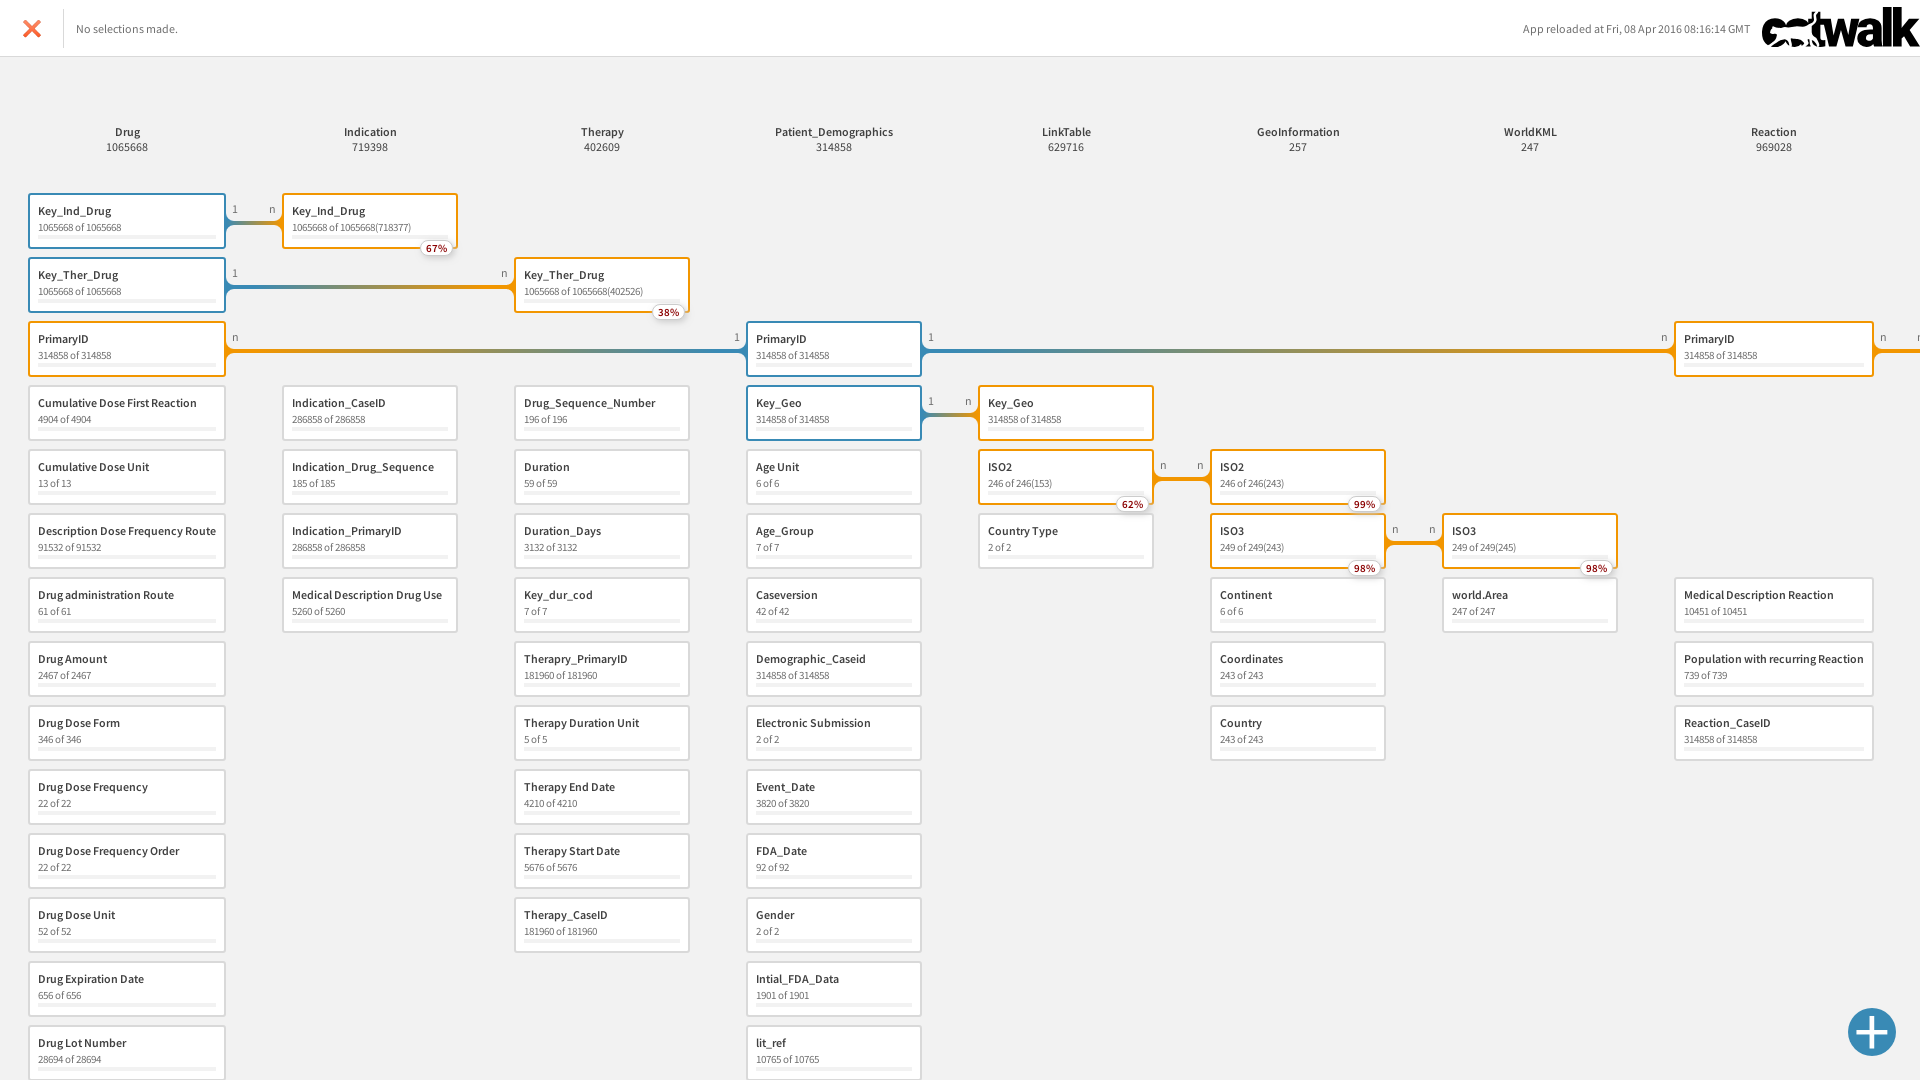 No selections made.
App reloaded at Fri, 08 Apr 2016 08:16:14 GMT
catwalk
Drug
1065668
Indication
719398
Therapy
402609
Patient_Demographics
314858
LinkTable
629716
GeoInformation
257
WorldKML
247
Reaction
969028
Key_Ind_Drug
1065668 of 1065668
1
n
Key_Ind_Drug
1065668 of 1065668(718377)
67%
Key_Ther_Drug
1065668 of 1065668
1
n
Key_Ther_Drug
1065668 of 1065668(402526)
38%
PrimaryID
314858 of 314858
n
1
PrimaryID
314858 of 314858
1
n
PrimaryID
314858 of 314858
n
n
Cumulative Dose First Reaction
4904 of 4904
Indication_CaseID
286858 of 286858
Drug_Sequence_Number
196 of 196
Key_Geo
314858 of 314858
1
n
Key_Geo
314858 of 314858
Cumulative Dose Unit
13 of 13
Indication_Drug_Sequence
185 of 185
Duration
59 of 59
Age Unit
6 of 6
ISO2
246 of 246(153)
62%
n
n
ISO2
246 of 246(243)
99%
Description Dose Frequency Route
91532 of 91532
Indication_PrimaryID
286858 of 286858
Duration_Days
3132 of 3132
Age_Group
7 of 7
Country Type
2 of 2
ISO3
249 of 249(243)
98%
n
n
ISO3
249 of 249(245)
98%
Drug administration Route
61 of 61
Medical Description Drug Use
5260 of 5260
Key_dur_cod
7 of 7
Caseversion
42 of 42
Continent
6 of 6
world.Area
247 of 247
Medical Description Reaction
10451 of 10451
Drug Amount
2467 of 2467
Therapry_PrimaryID
181960 of 181960
Demographic_Caseid
314858 of 314858
Coordinates
243 of 243
Population with recurring Reaction
739 of 739
Drug Dose Form
346 of 346
Therapy Duration Unit
5 of 5
Electronic Submission
2 of 2
Country
243 of 243
Reaction_CaseID
314858 of 314858
Drug Dose Frequency
22 of 22
Therapy End Date
4210 of 4210
Event_Date
3820 of 3820
Drug Dose Frequency Order
22 of 22
Therapy Start Date
5676 of 5676
FDA_Date
92 of 92
Drug Dose Unit
52 of 52
Therapy_CaseID
181960 of 181960
Gender
2 of 2
Drug Expiration Date
656 of 656
Intial_FDA_Data
1901 of 1901
Drug Lot Number
28694 of 28694
lit_ref
10765 of 10765